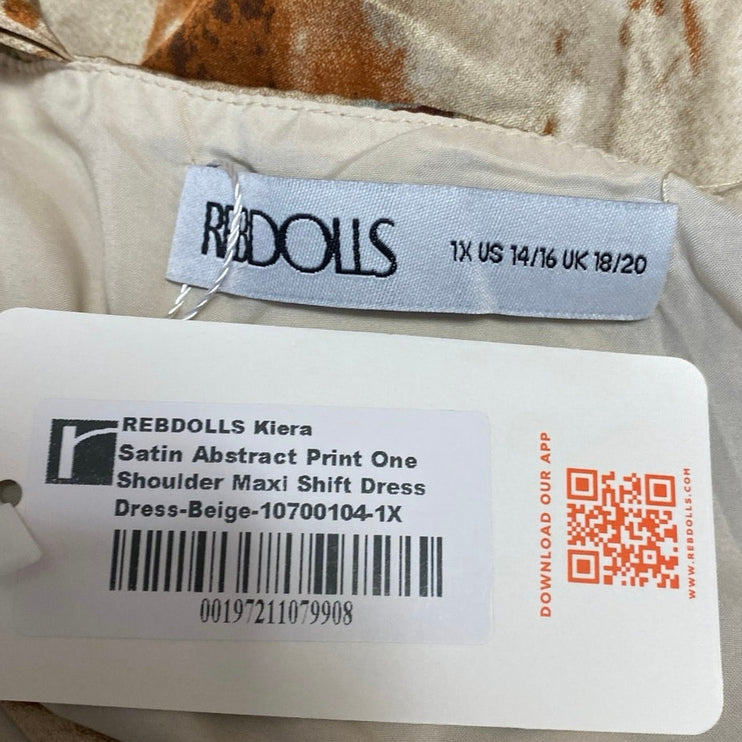 REBDOLLS
1X US 14/16 UK 18/20
r
REBDOLLS Kiera
Satin Abstract Print One
Shoulder Maxi Shift Dress
Dress-Beige-10700104-1X
00197211079908
DOWNLOAD OUR APP
WWW.REBDOLLS.COM